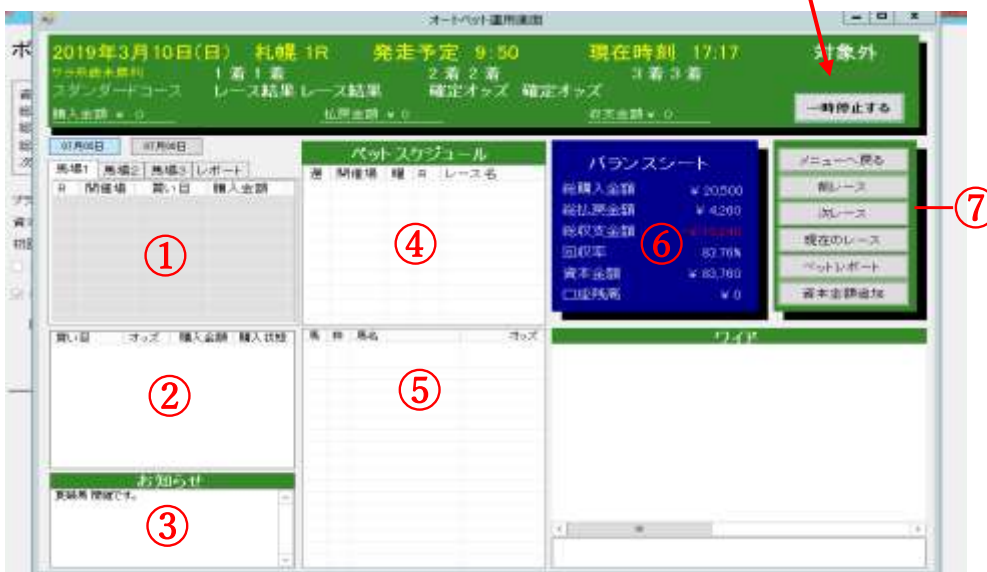 オートベット運用画面
2019年3月10日(日) 札幌 1R 発走予定 9:50 現在時刻 17:17 対象外
1着1着 2着2着 3着3着
スタンダードコース レース結果 レース結果 確定オッズ 確定オッズ
購入金額 ¥ 0 払戻金額 ¥ 0 収支金額 ¥ 0
一時停止する
馬場1 馬場2 馬場3 レポート
R 開催場 買い目 購入金額
①
ベットスケジュール
選 開催場 曜 R レース名
④
バランスシート
総購入金額 ¥ 20,500
総払戻金額 ¥ 4,260
総収支金額
回収率 83.76%
資本金額 ¥ 83,760
口座残高 ¥ 0
⑥
メニューへ戻る
前レース
次レース
現在のレース
ベットレポート
資本金額追加
⑦
買い目 オッズ 購入金額 購入状態
②
馬 枠 馬名 オッズ
⑤
ワイド
お知らせ
③